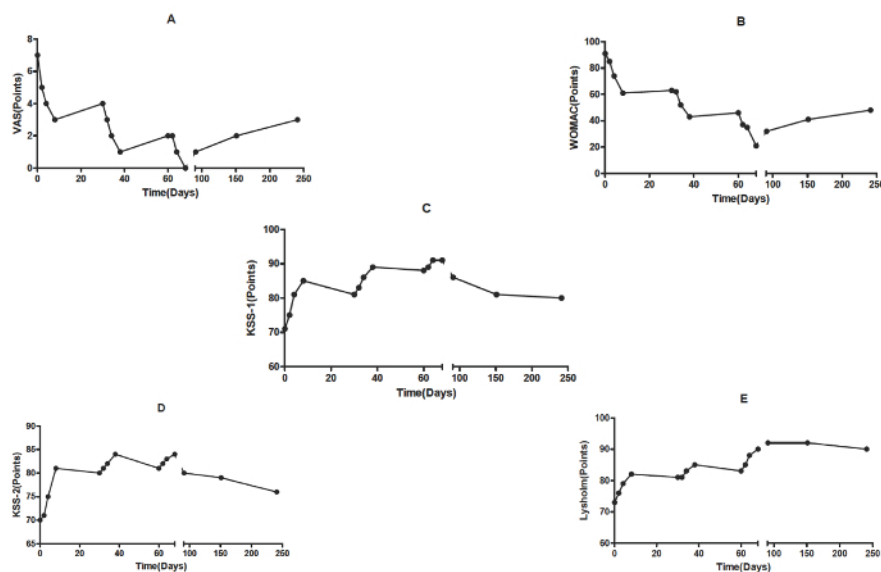 A
VAS(Points)
8
6
4
2
0
0 20 40 60 100 150 200 250
Time(Days)
B
WOMAC(Points)
100
80
60
40
20
0
0 20 40 60 100 150 200 250
Time(Days)
C
KSS-1(Points)
100
90
80
70
60
0 20 40 60 100 150 200 250
Time(Days)
D
KSS-2(Points)
90
85
80
75
70
65
0 20 40 60 100 150 200 250
Time(Days)
E
Lysholm(Points)
100
90
80
70
60
0 20 40 60 100 150 200 250
Time(Days)